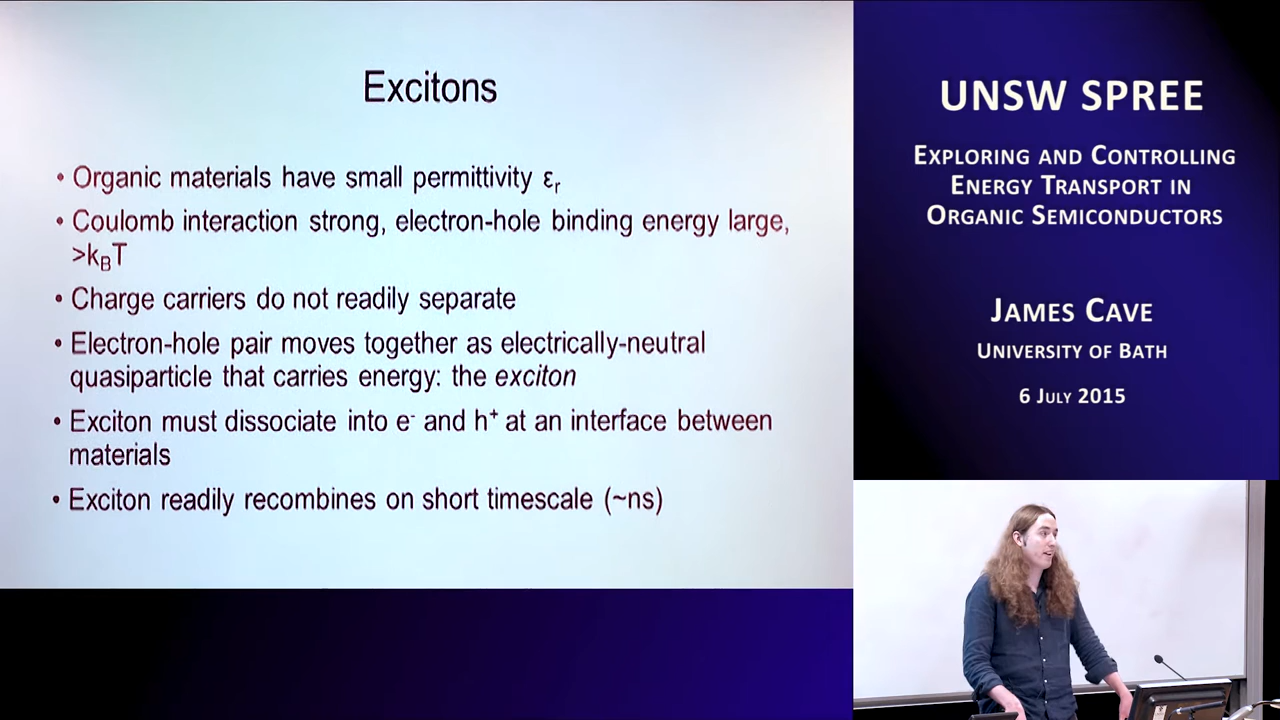 Excitons
• Organic materials have small permittivity εᵣ
• Coulomb interaction strong, electron-hole binding energy large,
>k_BT
• Charge carriers do not readily separate
• Electron-hole pair moves together as electrically-neutral
quasiparticle that carries energy: the exciton
• Exciton must dissociate into e⁻ and h⁺ at an interface between
materials
• Exciton readily recombines on short timescale (~ns)
UNSW SPREE
Exploring and Controlling
Energy Transport in
Organic Semiconductors
James Cave
University of Bath
6 July 2015